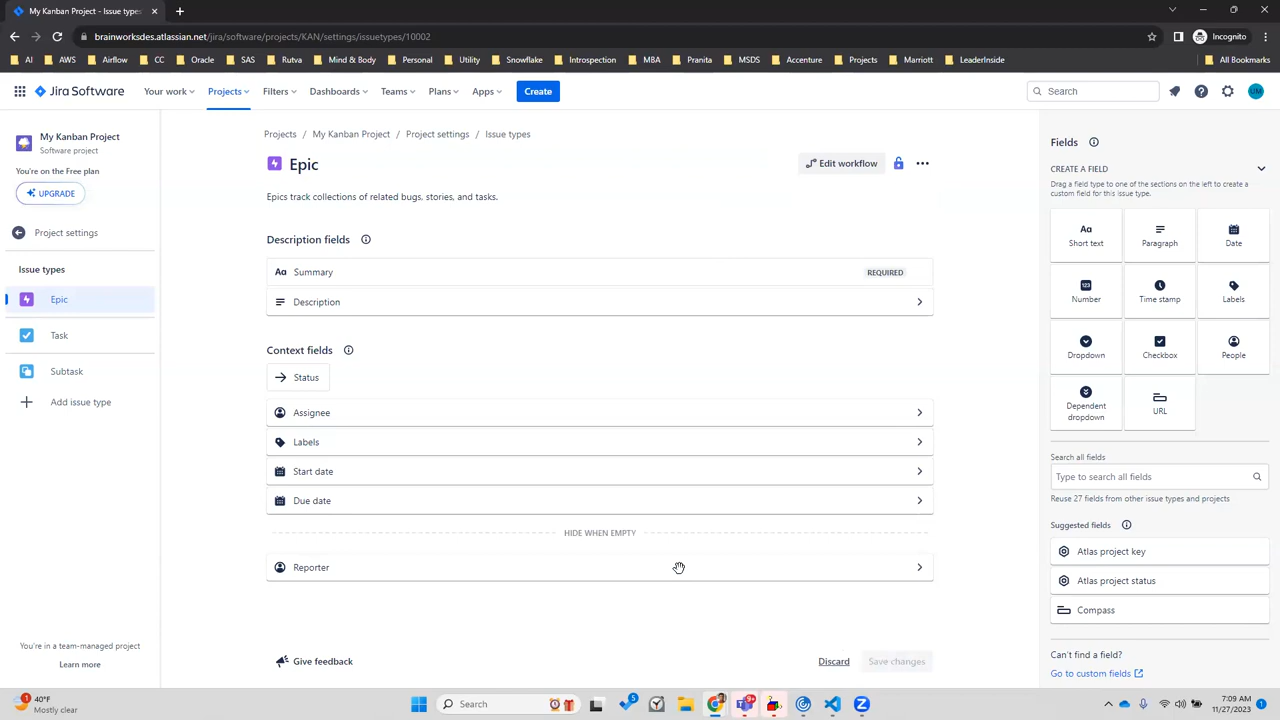 My Kanban Project - Issue type
brainworksdes.atlassian.net/jira/software/projects/KAN/settings/issuetypes/10002
Incognito
AI AWS Airflow CC Oracle SAS Rutva Mind & Body Personal Utility Snowflake Introspection MBA Pranita MSDS Accenture Projects Marriott LeaderInside All Bookmarks
Jira Software Your work Projects Filters Dashboards Teams Plans Apps Create Search UM
My Kanban Project
Software project
You're on the Free plan
UPGRADE
Project settings
Issue types
Epic
Task
Subtask
Add issue type
You're in a team-managed project
Learn more
Projects / My Kanban Project / Project settings / Issue types
Epic
Edit workflow
Epics track collections of related bugs, stories, and tasks.
Description fields
Aa Summary REQUIRED
Description
Context fields
Status
Assignee
Labels
Start date
Due date
HIDE WHEN EMPTY
Reporter
Give feedback
Discard Save changes
Fields
CREATE A FIELD
Drag a field type to one of the sections on the left to create a
custom field for this issue type.
Aa
Short text Paragraph Date
123
Number Time stamp Labels
Dropdown Checkbox People
Dependent
dropdown
URL
Search all fields
Type to search all fields
Reuse 27 fields from other issue types and projects
Suggested fields
Atlas project key
Atlas project status
Compass
Can't find a field?
Go to custom fields
1
40°F
Mostly clear
Search
5
9+
7:09 AM
11/27/2023
1